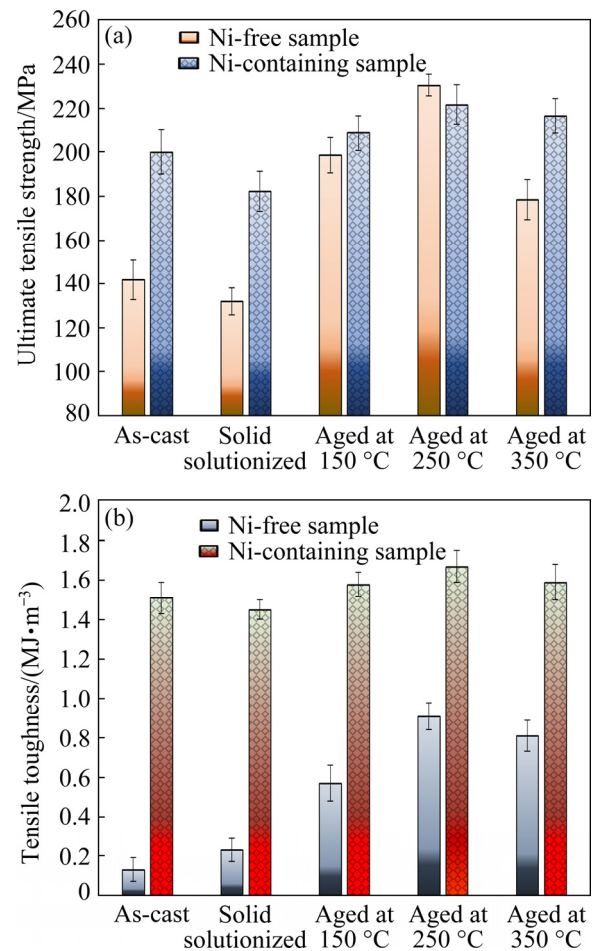 (a)
Ni-free sample
Ni-containing sample
Ultimate tensile strength/MPa
260
240
220
200
180
160
140
120
100
80
As-cast
Solid
solutionized
Aged at
150 °C
Aged at
250 °C
Aged at
350 °C
(b)
Ni-free sample
Ni-containing sample
Tensile toughness/(MJ•m⁻³)
2.0
1.8
1.6
1.4
1.2
1.0
0.8
0.6
0.4
0.2
0
As-cast
Solid
solutionized
Aged at
150 °C
Aged at
250 °C
Aged at
350 °C